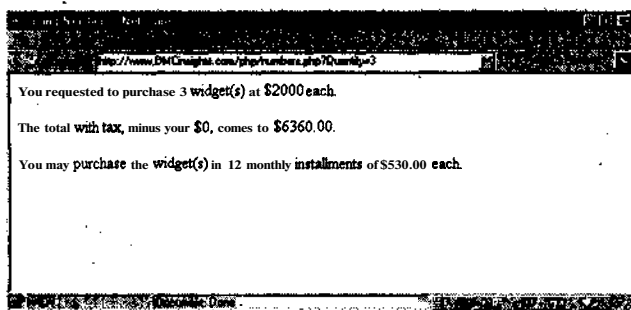 http://www.DMCinsights.com/php/numbers.php?Quantity=3
You requested to purchase 3 widget(s) at $2000 each.
The total with tax, minus your $0, comes to $6360.00.
You may purchase the widget(s) in 12 monthly installments of $530.00 each.
Document: Done